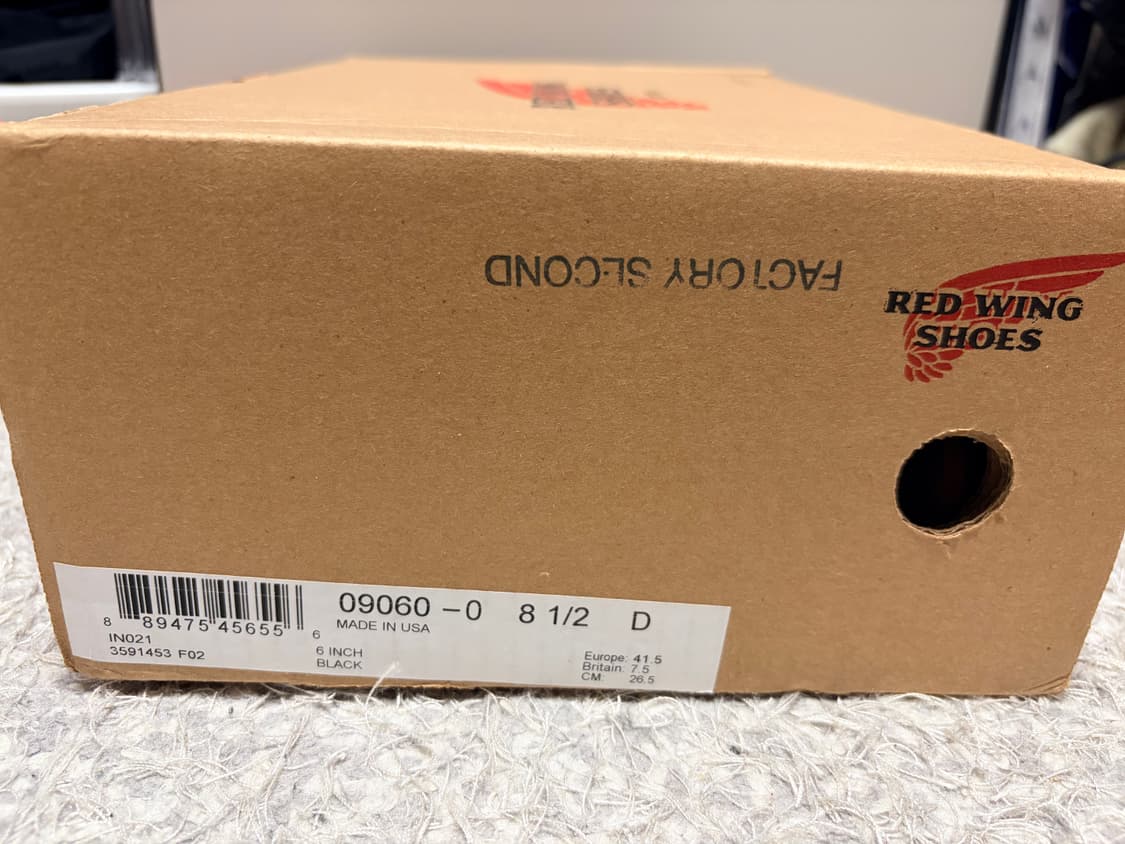 FACTORY SECOND
RED WING
SHOES
8 89475 45655 6
09060 -0 8 1/2 D
MADE IN USA
IN021
3591453 F02
6 INCH
BLACK
Europe: 41.5
Britain: 7.5
CM: 26.5